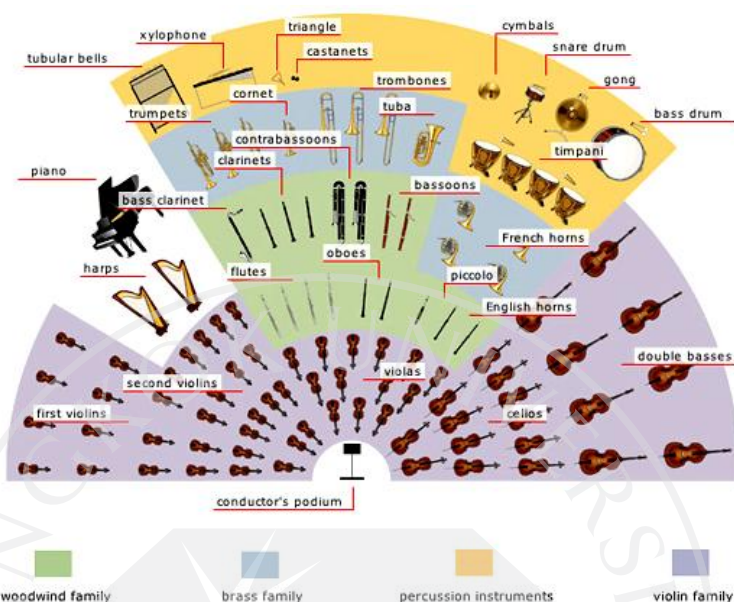 cymbals
triangle
xylophone
snare drum
castanets
tubular bells
trombones
gong
cornet
tuba
trumpets
bass drum
contrabassoons
timpani
clarinets
piano
bassoons
bass clarinet
French horns
oboes
harps
flutes
piccolo
English horns
double basses
violas
second violins
first violins
cellos
conductor's podium
woodwind family
brass family
percussion instruments
violin family